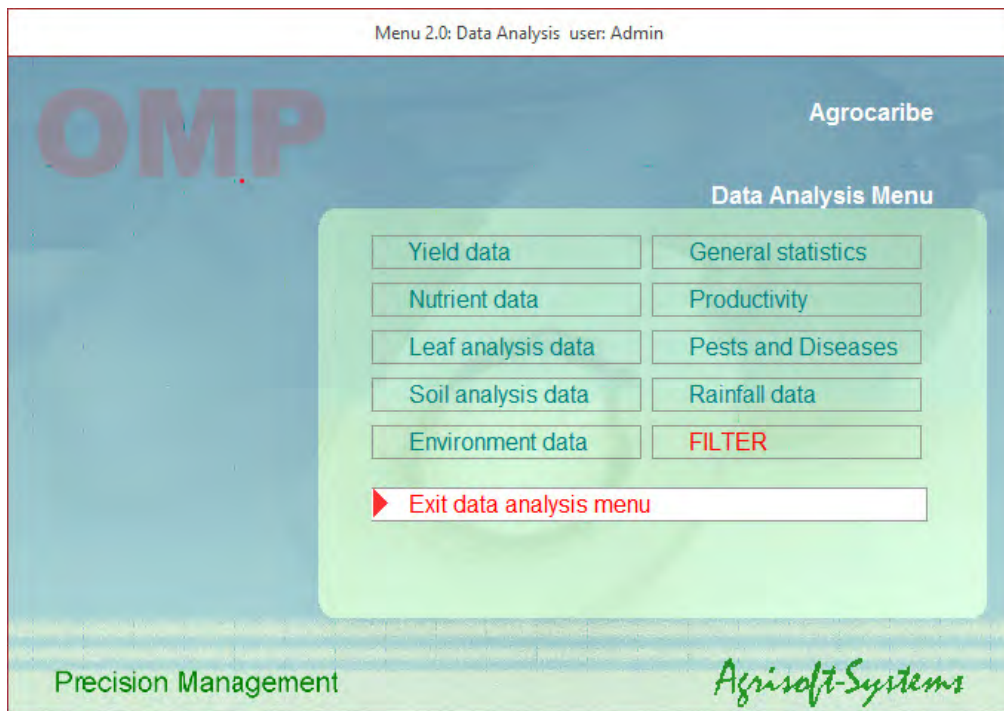 Menu 2.0: Data Analysis user: Admin
OMP
Agrocaribe
Data Analysis Menu
Yield data
General statistics
Nutrient data
Productivity
Leaf analysis data
Pests and Diseases
Soil analysis data
Rainfall data
Environment data
FILTER
Exit data analysis menu
Precision Management
Agrisoft-Systems